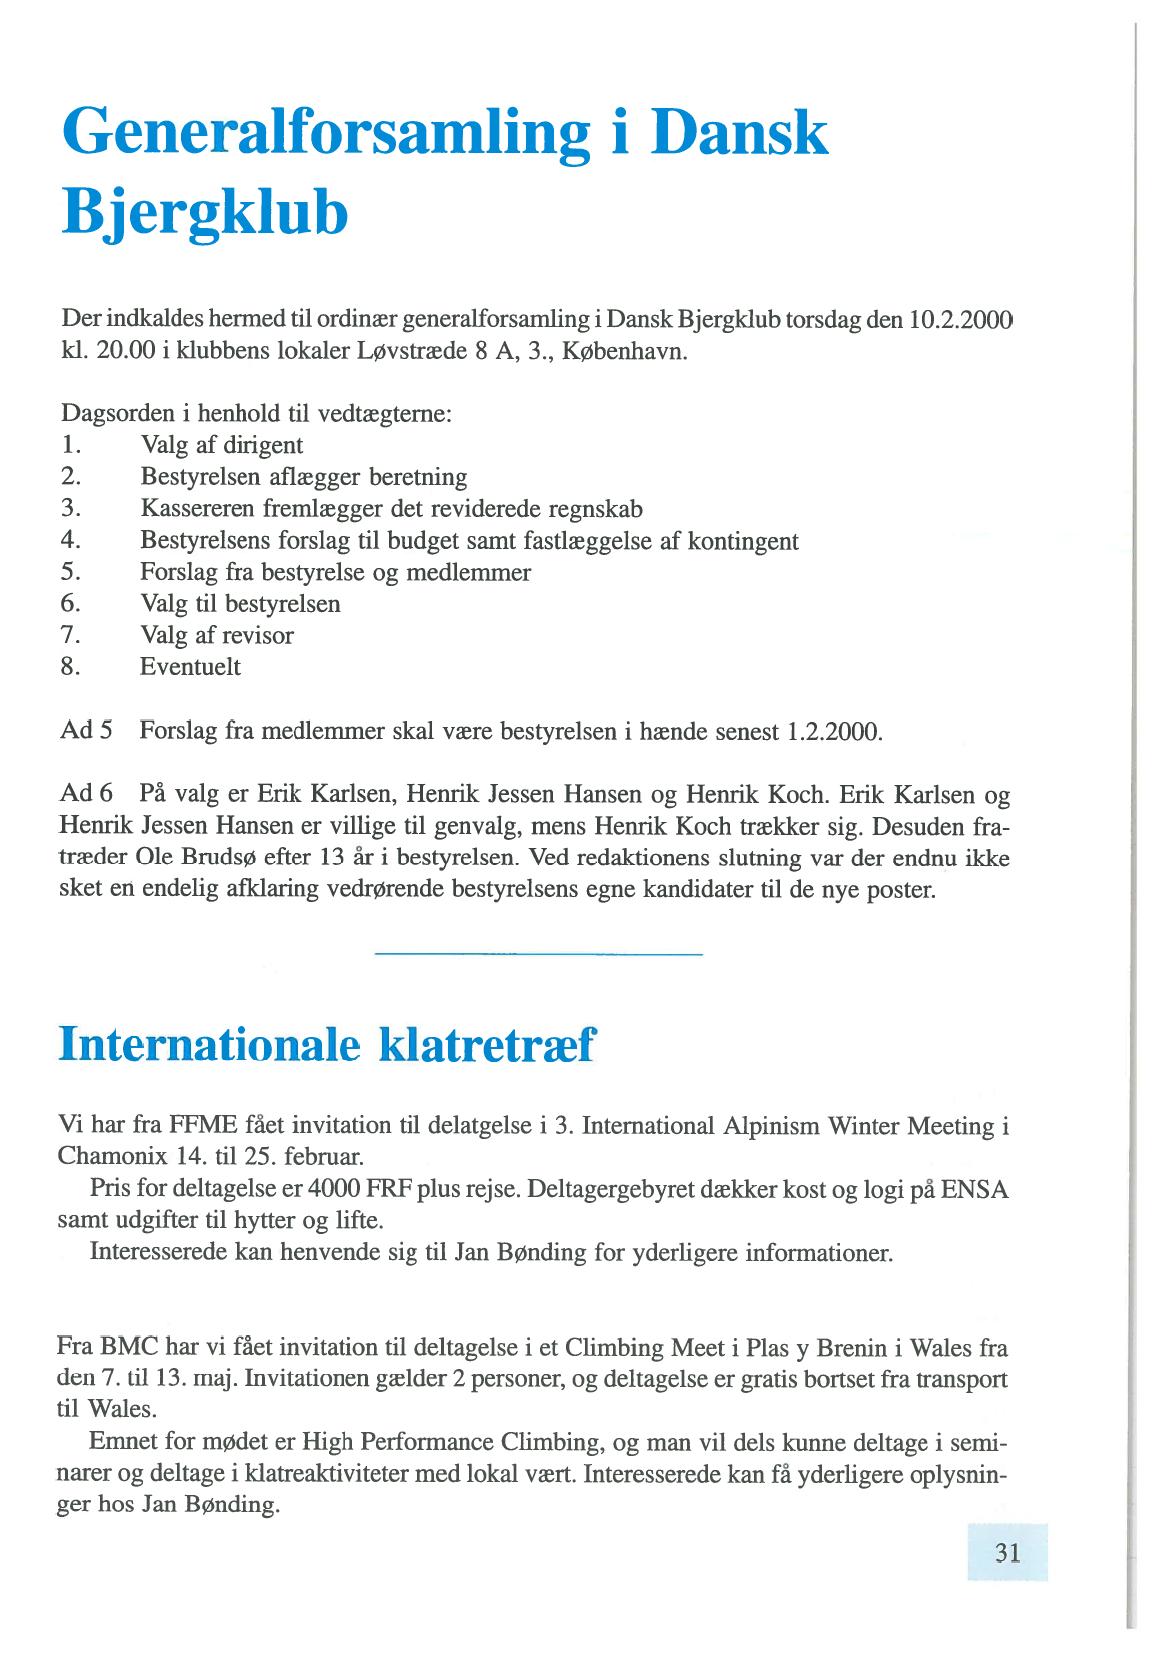 Generalforsamling i Dansk
Bjergklub
Der indkaldes hermed til ordinær generalforsamling i Dansk Bjergklub torsdag den 10.2.2000
kl. 20.00 i klubbens lokaler Løvstræde 8 A, 3., København.
Dagsorden i henhold til vedtægterne:
1. Valg af dirigent
2. Bestyrelsen aflægger beretning
3. Kassereren fremlægger det reviderede regnskab
4. Bestyrelsens forslag til budget samt fastlæggelse af kontingent
5. Forslag fra bestyrelse og medlemmer
6. Valg til bestyrelsen
7. Valg af revisor
8. Eventuelt
Ad 5 Forslag fra medlemmer skal være bestyrelsen i hænde senest 1.2.2000.
Ad 6 På valg er Erik Karlsen, Henrik Jessen Hansen og Henrik Koch. Erik Karlsen og
Henrik Jessen Hansen er villige til genvalg, mens Henrik Koch trækker sig. Desuden fra-
træder Ole Brudsø efter 13 år i bestyrelsen. Ved redaktionens slutning var der endnu ikke
sket en endelig afklaring vedrørende bestyrelsens egne kandidater til de nye poster.
Internationale klatretræf
Vi har fra FFME fået invitation til delatgelse i 3. International Alpinism Winter Meeting i
Chamonix 14. til 25. februar.
Pris for deltagelse er 4000 FRF plus rejse. Deltagergebyret dækker kost og logi på ENSA
samt udgifter til hytter og lifte.
Interesserede kan henvende sig til Jan Bønding for yderligere informationer.
Fra BMC har vi fået invitation til deltagelse i et Climbing Meet i Plas y Brenin i Wales fra
den 7. til 13. maj. Invitationen gælder 2 personer, og deltagelse er gratis bortset fra transport
til Wales.
Emnet for mødet er High Performance Climbing, og man vil dels kunne deltage i semi-
narer og deltage i klatreaktiviteter med lokal vært. Interesserede kan få yderligere oplysnin-
ger hos Jan Bønding.
31